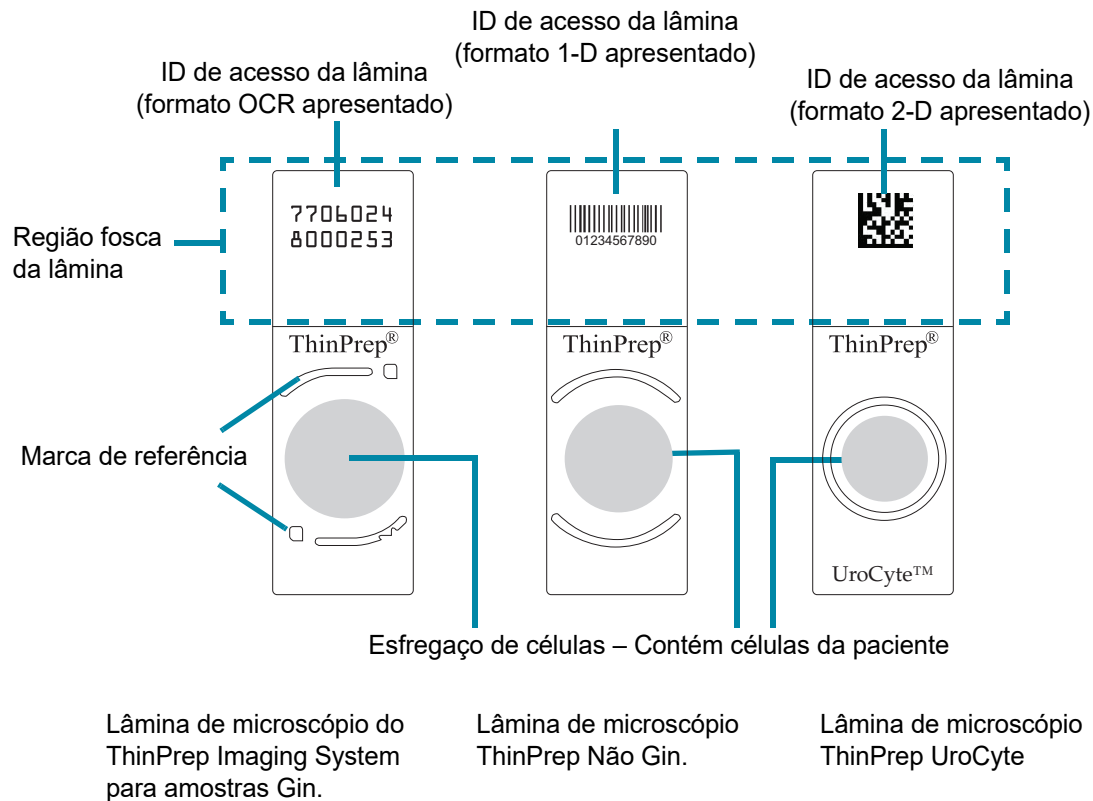 ID de acesso da lâmina
(formato 1-D apresentado)
ID de acesso da lâmina
(formato OCR apresentado)
ID de acesso da lâmina
(formato 2-D apresentado)
Região fosca
da lâmina
7706024
8000253
01234567890
ThinPrep®
ThinPrep®
ThinPrep®
Marca de referência
UroCyte™
Esfregaço de células – Contém células da paciente
Lâmina de microscópio do
ThinPrep Imaging System
para amostras Gin.
Lâmina de microscópio
ThinPrep Não Gin.
Lâmina de microscópio
ThinPrep UroCyte